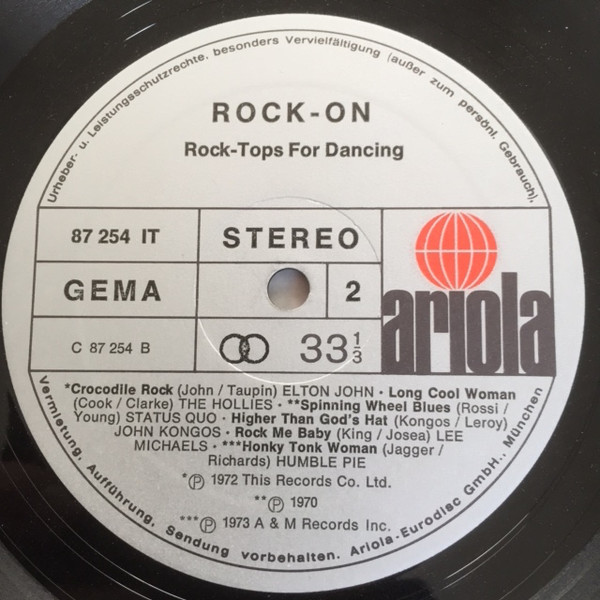 Urheber- u. Leistungsschutzrechte, besonders Vervielfältigung (außer zum persönl. Gebrauch),
ROCK-ON
Rock-Tops For Dancing
87 254 IT
STEREO
GEMA
2
ariola
C 87 254 B
33 1/3
*Crocodile Rock (John / Taupin) ELTON JOHN · Long Cool Woman
(Cook / Clarke) THE HOLLIES · **Spinning Wheel Blues (Rossi /
Young) STATUS QUO · Higher Than God's Hat (Kongos / Leroy)
JOHN KONGOS · Rock Me Baby (King / Josea) LEE
MICHAELS · ***Honky Tonk Woman (Jagger /
Richards) HUMBLE PIE
*Ⓟ 1972 This Records Co. Ltd.
**Ⓟ 1970
***Ⓟ 1973 A & M Records Inc.
Vermietung, Aufführung, Sendung vorbehalten. Ariola-Eurodisc GmbH., München